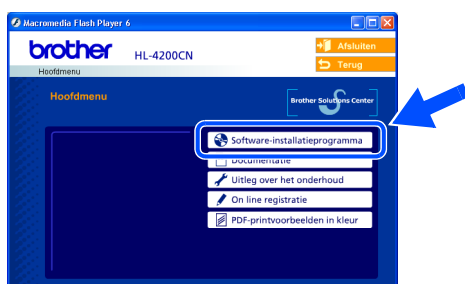 Macromedia Flash Player 6
brother HL-4200CN
Afsluiten
Terug
Hoofdmenu
Hoofdmenu
Brother Solutions Center
Software-installatieprogramma
Documentatie
Uitleg over het onderhoud
On line registratie
PDF-printvoorbeelden in kleur